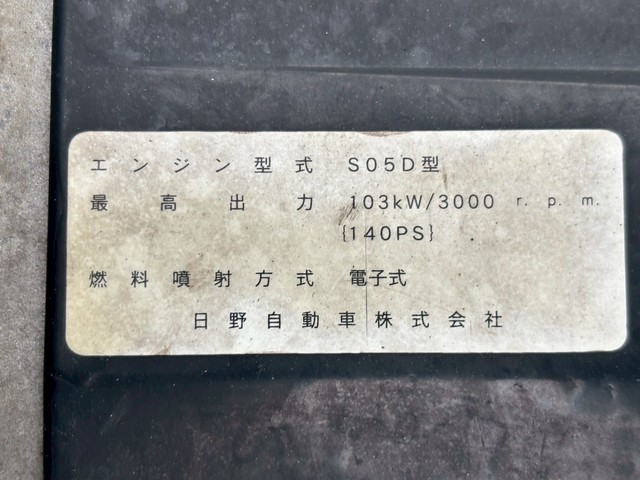 エンジン型式 S05D型
最高出力 103kW/3000 r.p.m.
{140PS}
燃料噴射方式 電子式
日野自動車株式会社